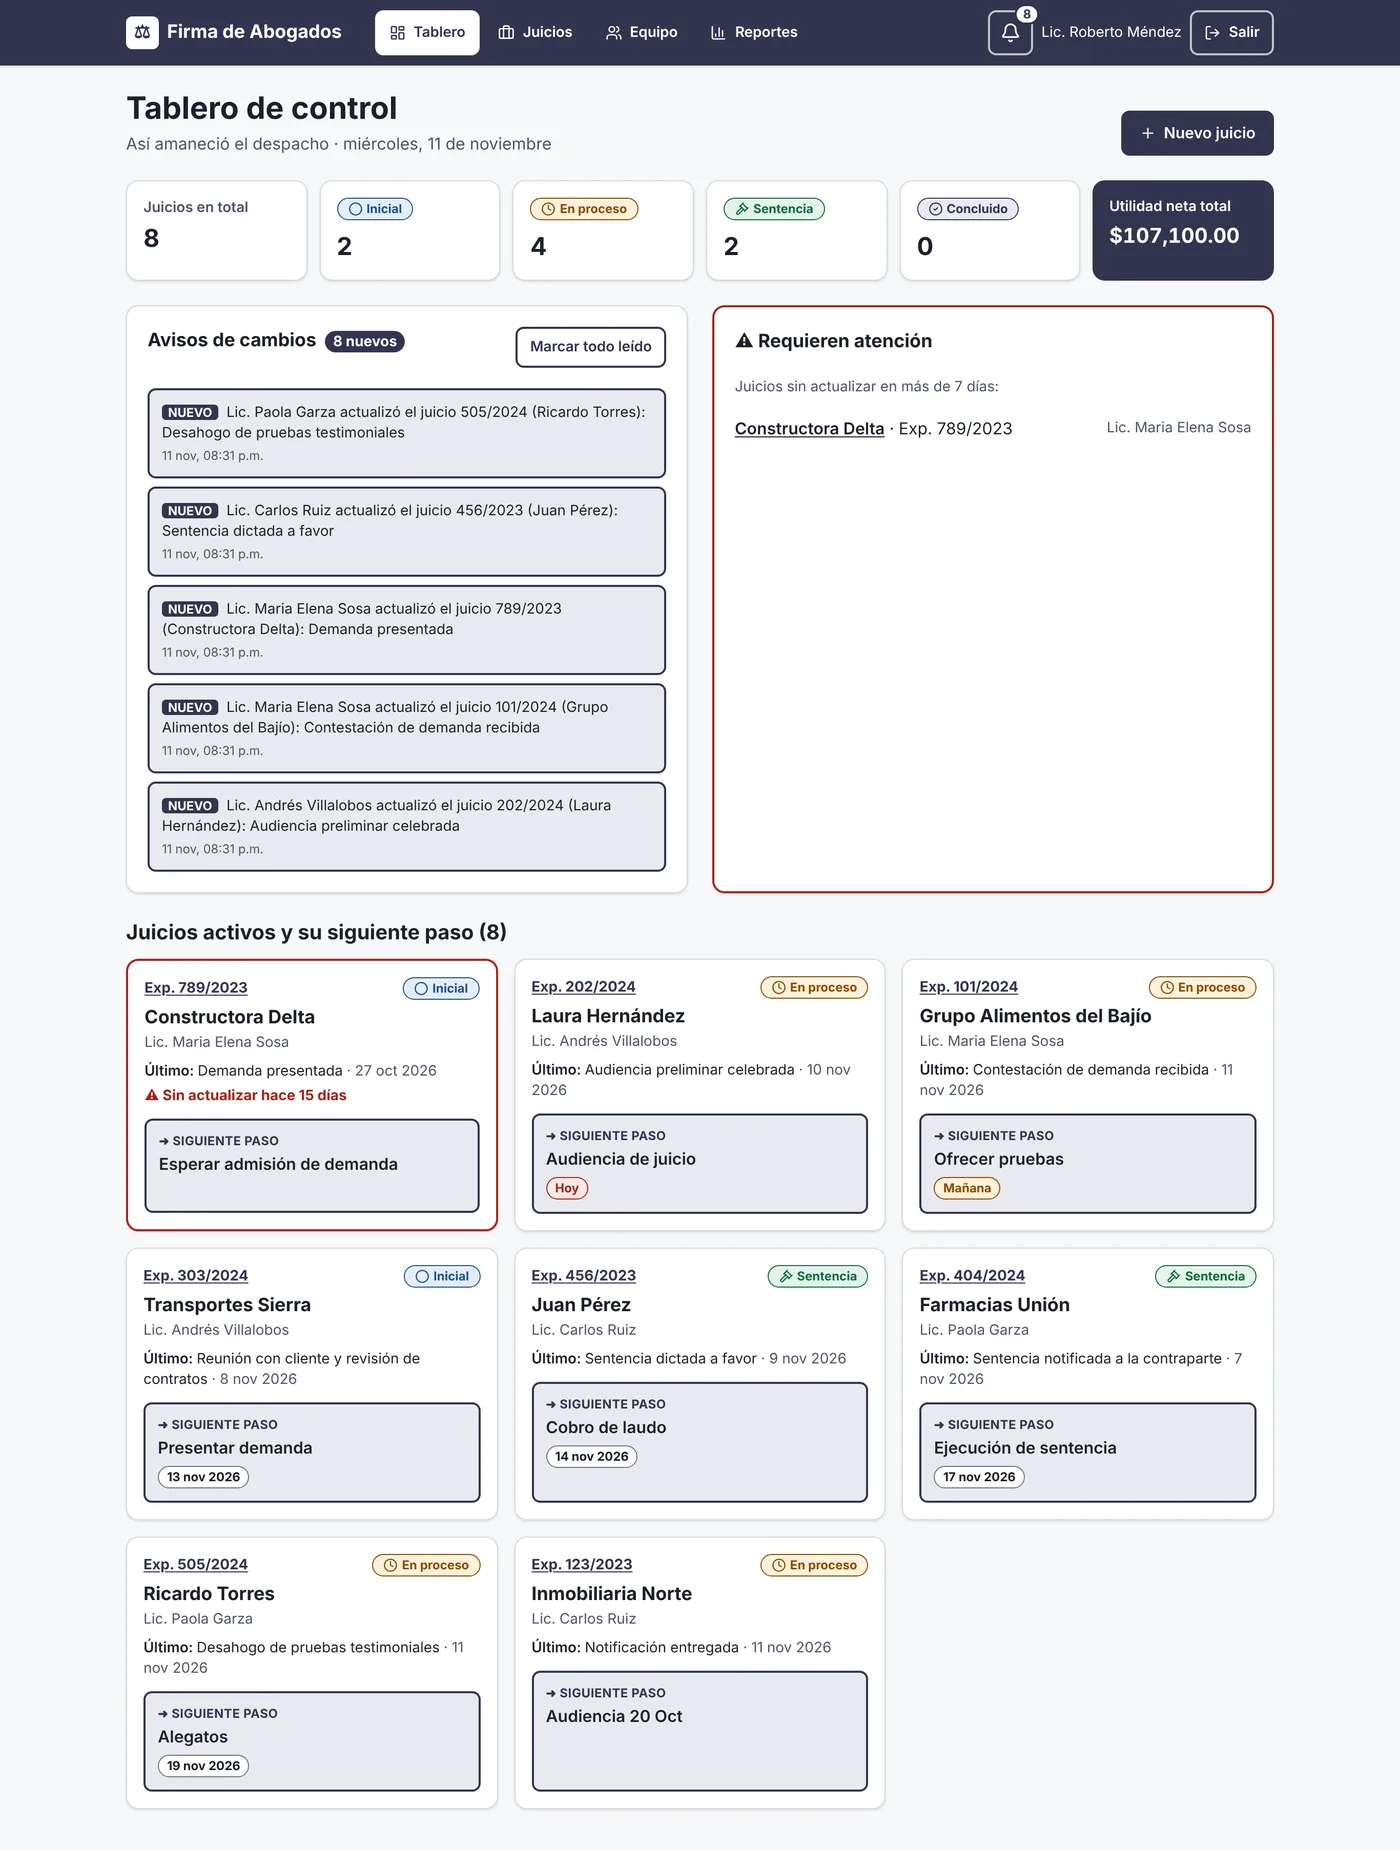 Firma de Abogados
Tablero
Juicios
Equipo
Reportes
8
Lic. Roberto Méndez
Salir
Tablero de control
Así amaneció el despacho · miércoles, 11 de noviembre
+ Nuevo juicio
Juicios en total
8
Inicial
2
En proceso
4
Sentencia
2
Concluido
0
Utilidad neta total
$107,100.00
Avisos de cambios
8 nuevos
Marcar todo leído
NUEVO Lic. Paola Garza actualizó el juicio 505/2024 (Ricardo Torres):
Desahogo de pruebas testimoniales
11 nov, 08:31 p.m.
NUEVO Lic. Carlos Ruiz actualizó el juicio 456/2023 (Juan Pérez):
Sentencia dictada a favor
11 nov, 08:31 p.m.
NUEVO Lic. Maria Elena Sosa actualizó el juicio 789/2023
(Constructora Delta): Demanda presentada
11 nov, 08:31 p.m.
NUEVO Lic. Maria Elena Sosa actualizó el juicio 101/2024 (Grupo
Alimentos del Bajío): Contestación de demanda recibida
11 nov, 08:31 p.m.
NUEVO Lic. Andrés Villalobos actualizó el juicio 202/2024 (Laura
Hernández): Audiencia preliminar celebrada
11 nov, 08:31 p.m.
⚠ Requieren atención
Juicios sin actualizar en más de 7 días:
Constructora Delta · Exp. 789/2023
Lic. Maria Elena Sosa
Juicios activos y su siguiente paso (8)
Exp. 789/2023
Inicial
Constructora Delta
Lic. Maria Elena Sosa
Último: Demanda presentada · 27 oct 2026
⚠ Sin actualizar hace 15 días
➜ SIGUIENTE PASO
Esperar admisión de demanda
Exp. 202/2024
En proceso
Laura Hernández
Lic. Andrés Villalobos
Último: Audiencia preliminar celebrada · 10 nov
2026
➜ SIGUIENTE PASO
Audiencia de juicio
Hoy
Exp. 101/2024
En proceso
Grupo Alimentos del Bajío
Lic. Maria Elena Sosa
Último: Contestación de demanda recibida · 11
nov 2026
➜ SIGUIENTE PASO
Ofrecer pruebas
Mañana
Exp. 303/2024
Inicial
Transportes Sierra
Lic. Andrés Villalobos
Último: Reunión con cliente y revisión de
contratos · 8 nov 2026
➜ SIGUIENTE PASO
Presentar demanda
13 nov 2026
Exp. 456/2023
Sentencia
Juan Pérez
Lic. Carlos Ruiz
Último: Sentencia dictada a favor · 9 nov 2026
➜ SIGUIENTE PASO
Cobro de laudo
14 nov 2026
Exp. 404/2024
Sentencia
Farmacias Unión
Lic. Paola Garza
Último: Sentencia notificada a la contraparte · 7
nov 2026
➜ SIGUIENTE PASO
Ejecución de sentencia
17 nov 2026
Exp. 505/2024
En proceso
Ricardo Torres
Lic. Paola Garza
Último: Desahogo de pruebas testimoniales · 11
nov 2026
➜ SIGUIENTE PASO
Alegatos
19 nov 2026
Exp. 123/2023
En proceso
Inmobiliaria Norte
Lic. Carlos Ruiz
Último: Notificación entregada · 11 nov 2026
➜ SIGUIENTE PASO
Audiencia 20 Oct